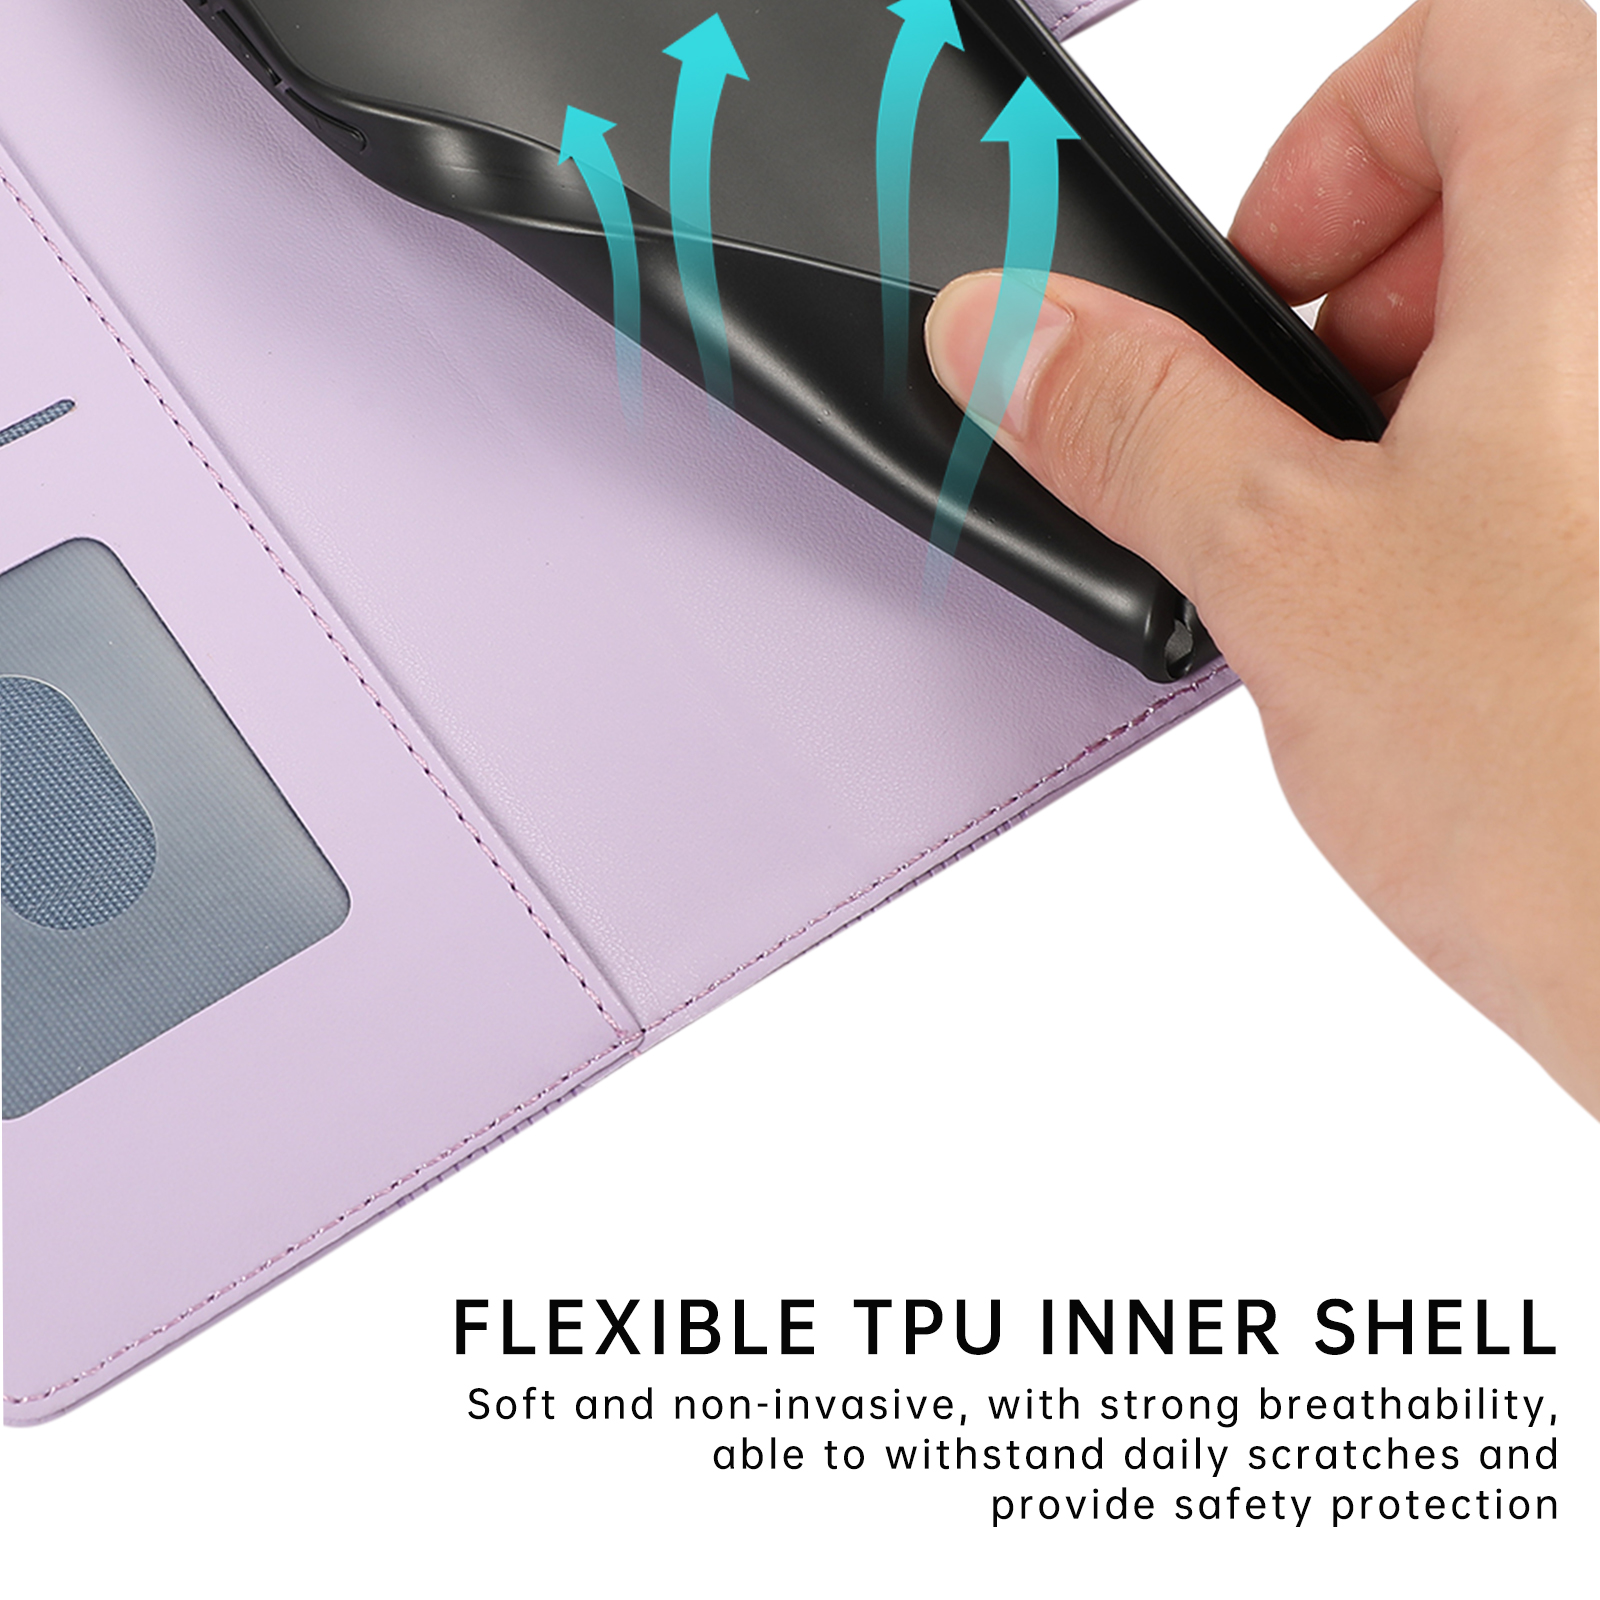 FLEXIBLE TPU INNER SHELL
Soft and non-invasive, with strong breathability,
able to withstand daily scratches and
provide safety protection